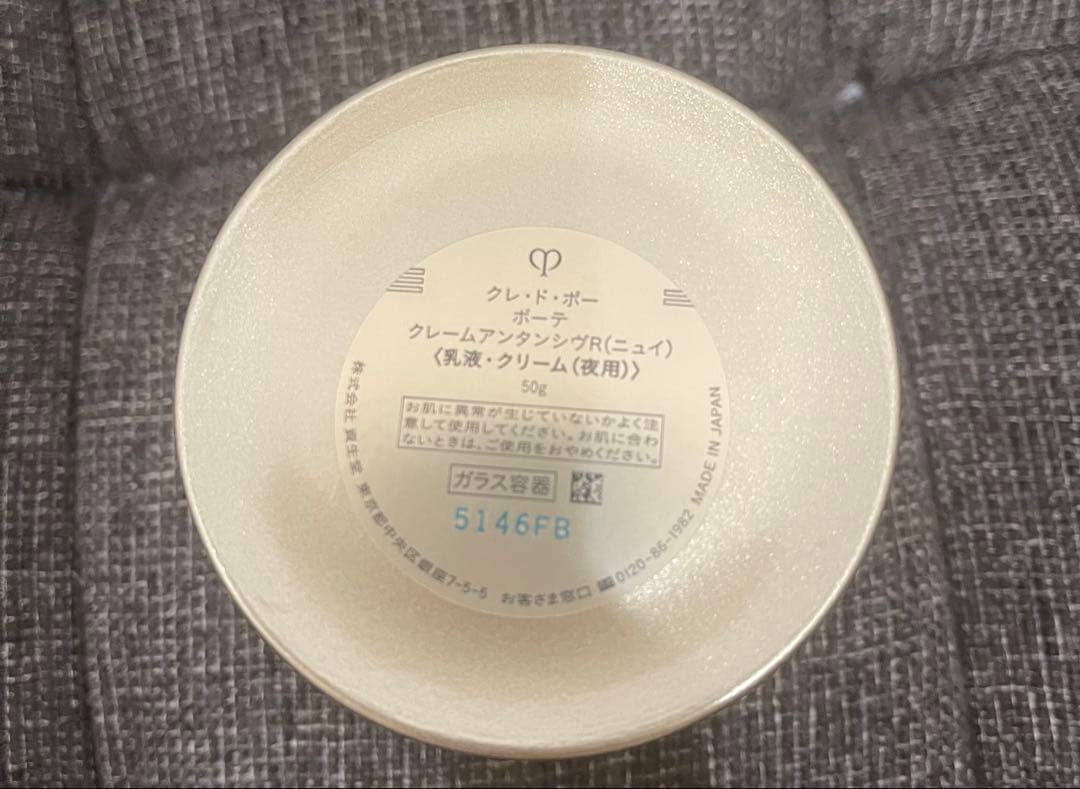 クレ・ド・ポー
ボーテ
クレームアンタンシヴR(ニュイ)
〈乳液・クリーム(夜用)〉
50g
お肌に異常が生じていないかよく注
意して使用してください。お肌に合わ
ないときは、ご使用をおやめください。
ガラス容器
5146FB
株式会社 資生堂 東京都中央区銀座7-5-5 お客さま窓口 0120-86-1982 MADE IN JAPAN